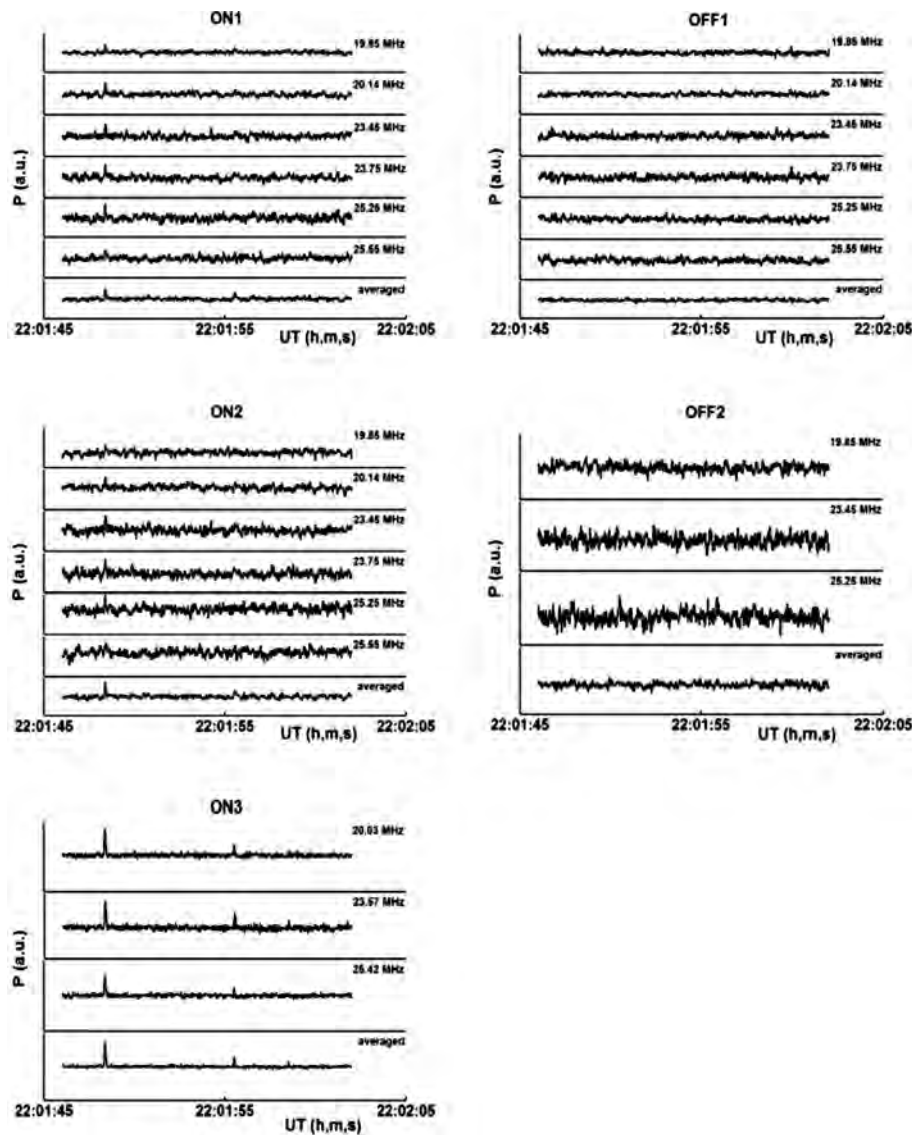 ON1
19.85 MHz
20.14 MHz
23.45 MHz
23.75 MHz
25.25 MHz
25.55 MHz
averaged
P (a.u.)
22:01:45 22:01:55 22:02:05
UT (h,m,s)
OFF1
19.85 MHz
20.14 MHz
23.45 MHz
23.75 MHz
25.25 MHz
25.55 MHz
averaged
P (a.u.)
22:01:45 22:01:55 22:02:05
UT (h,m,s)
ON2
19.85 MHz
20.14 MHz
23.45 MHz
23.75 MHz
25.25 MHz
25.55 MHz
averaged
P (a.u.)
22:01:45 22:01:55 22:02:05
UT (h,m,s)
OFF2
19.85 MHz
23.45 MHz
25.25 MHz
averaged
P (a.u.)
22:01:45 22:01:55 22:02:05
UT (h,m,s)
ON3
20.03 MHz
23.57 MHz
25.42 MHz
averaged
P (a.u.)
22:01:45 22:01:55 22:02:05
UT (h,m,s)